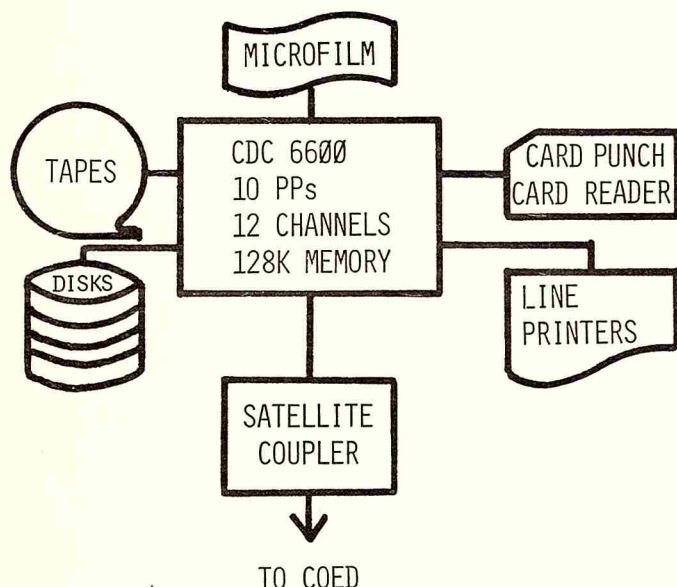 MICROFILM
TAPES
CDC 6600
10 PPs
12 CHANNELS
128K MEMORY
CARD PUNCH
CARD READER
DISKS
LINE
PRINTERS
SATELLITE
COUPLER
TO COED